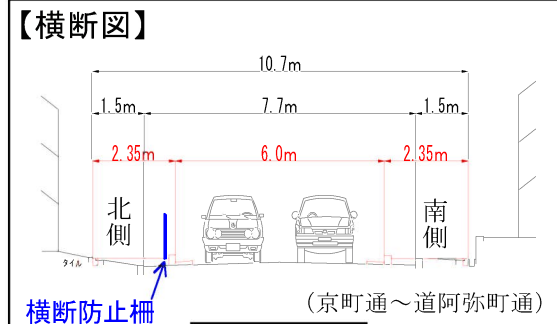 【横断図】
10.7m
1.5m 7.7m 1.5m
2.35m 6.0m 2.35m
北側
南側
タイル
横断防止柵
(京町通～道阿弥町通)